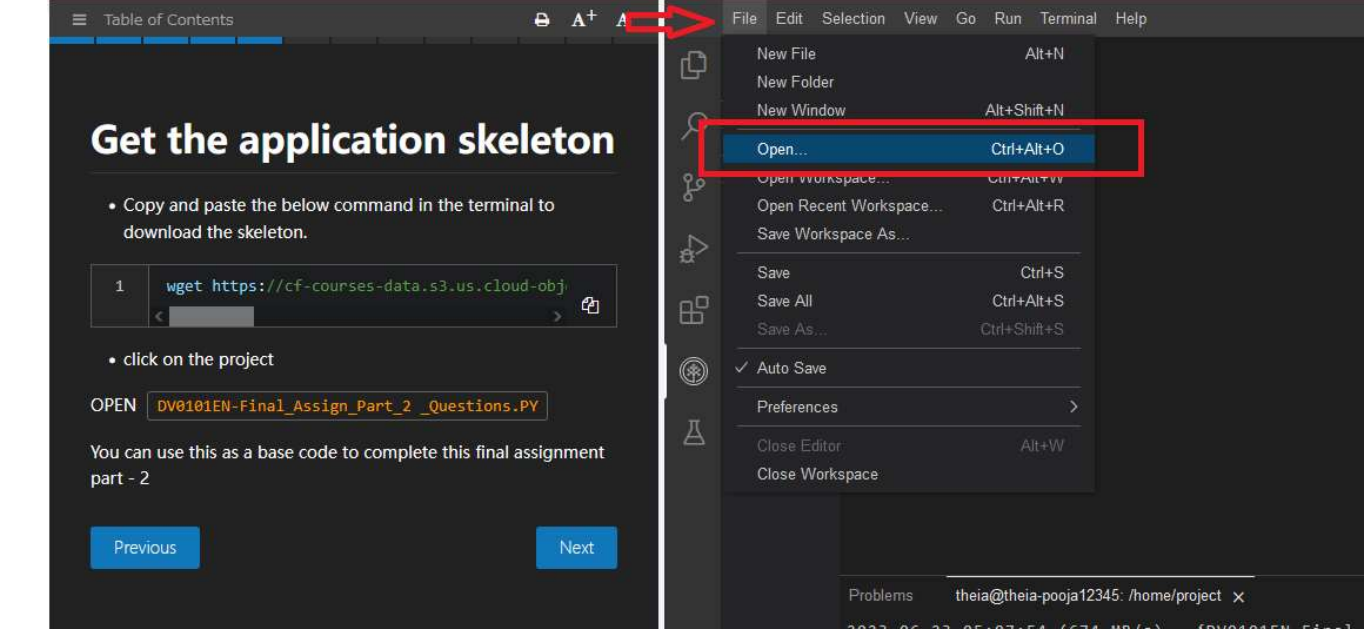 Table of Contents
A+
A
Get the application skeleton
• Copy and paste the below command in the terminal to
download the skeleton.
1 wget https://cf-courses-data.s3.us.cloud-obj
• click on the project
OPEN DV0101EN-Final_Assign_Part_2 _Questions.PY
You can use this as a base code to complete this final assignment
part - 2
Previous
Next
File Edit Selection View Go Run Terminal Help
New File Alt+N
New Folder
New Window Alt+Shift+N
Open... Ctrl+Alt+O
Open Workspace... Ctrl+Alt+W
Open Recent Workspace... Ctrl+Alt+R
Save Workspace As...
Save Ctrl+S
Save All Ctrl+Alt+S
Save As... Ctrl+Shift+S
Auto Save
Preferences
Close Editor Alt+W
Close Workspace
Problems theia@theia-pooja12345: /home/project